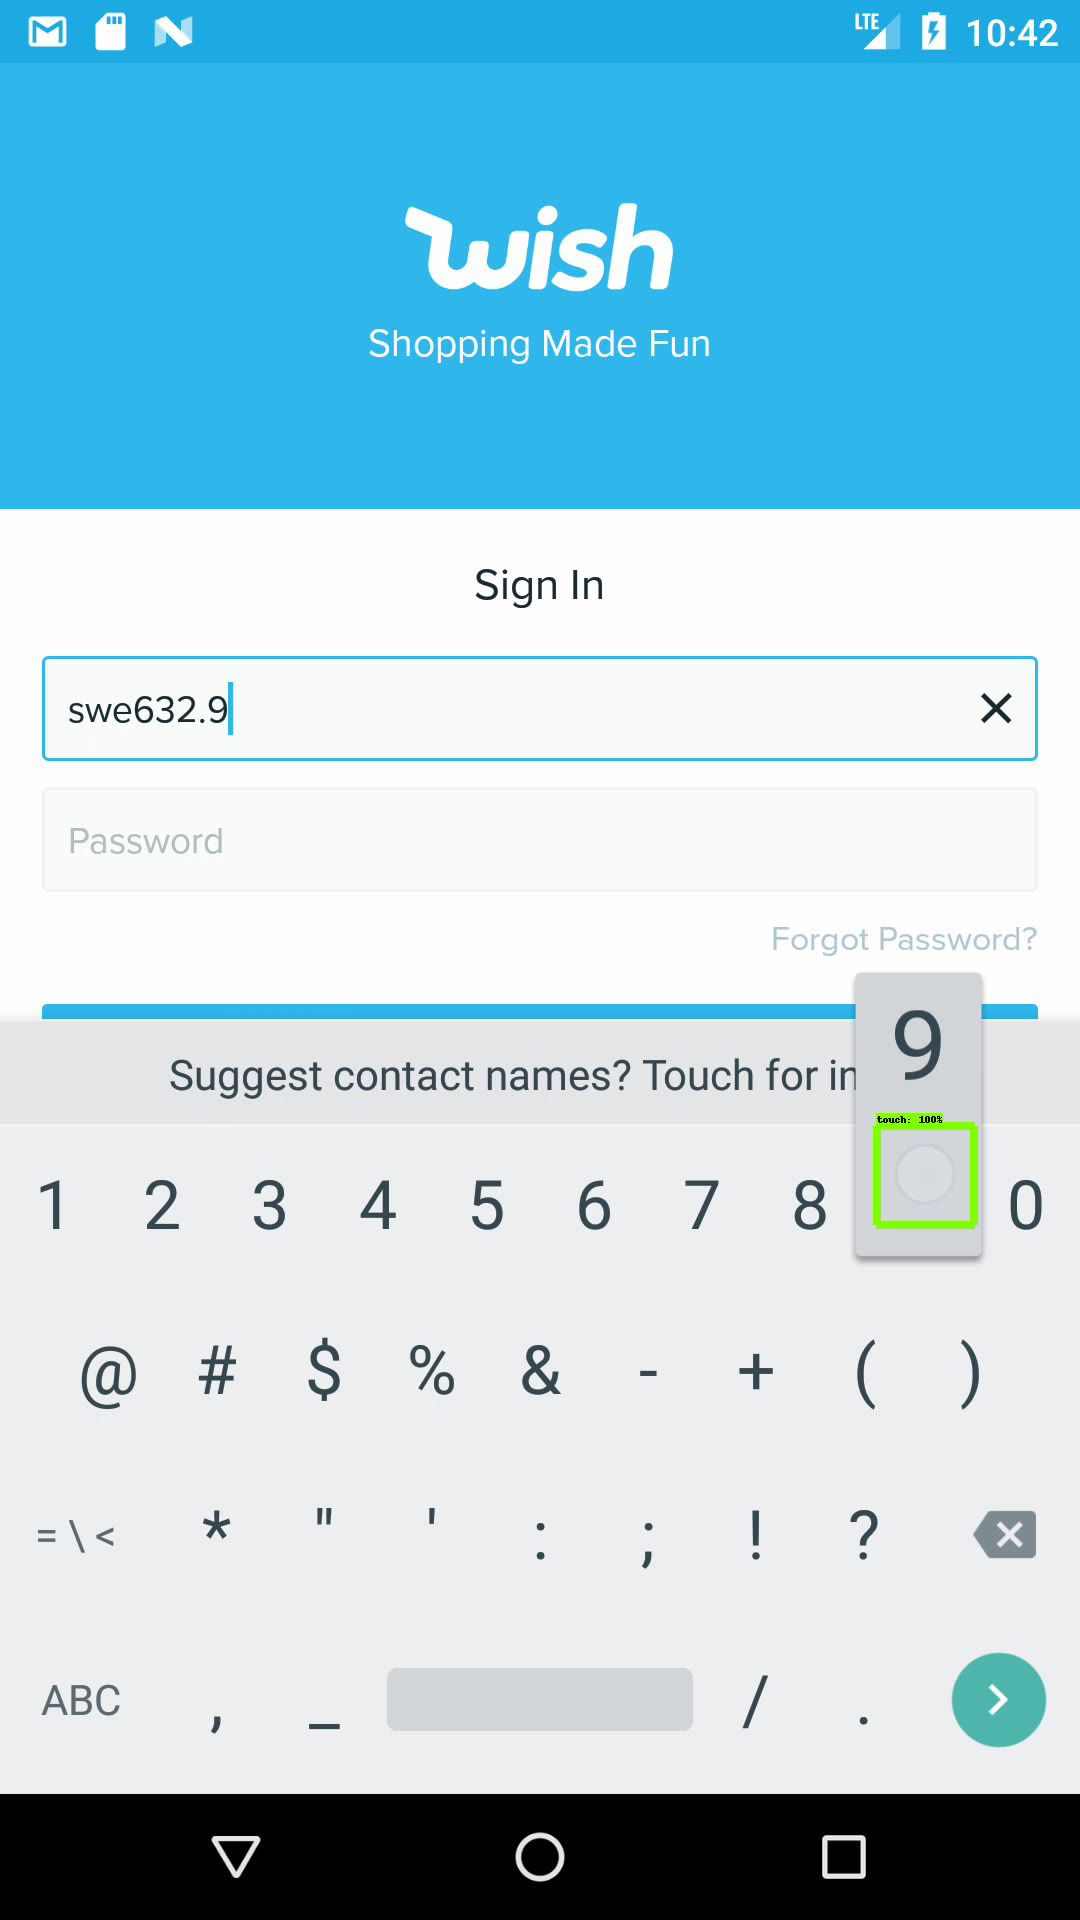 LTE 10:42
wish
Shopping Made Fun
Sign In
swe632.9
Password
Forgot Password?
9
Suggest contact names? Touch for in
touch: 100%
1 2 3 4 5 6 7 8 0
@ # $ % & - + ( )
= \ < * " ' : ; ! ?
ABC , _ / .